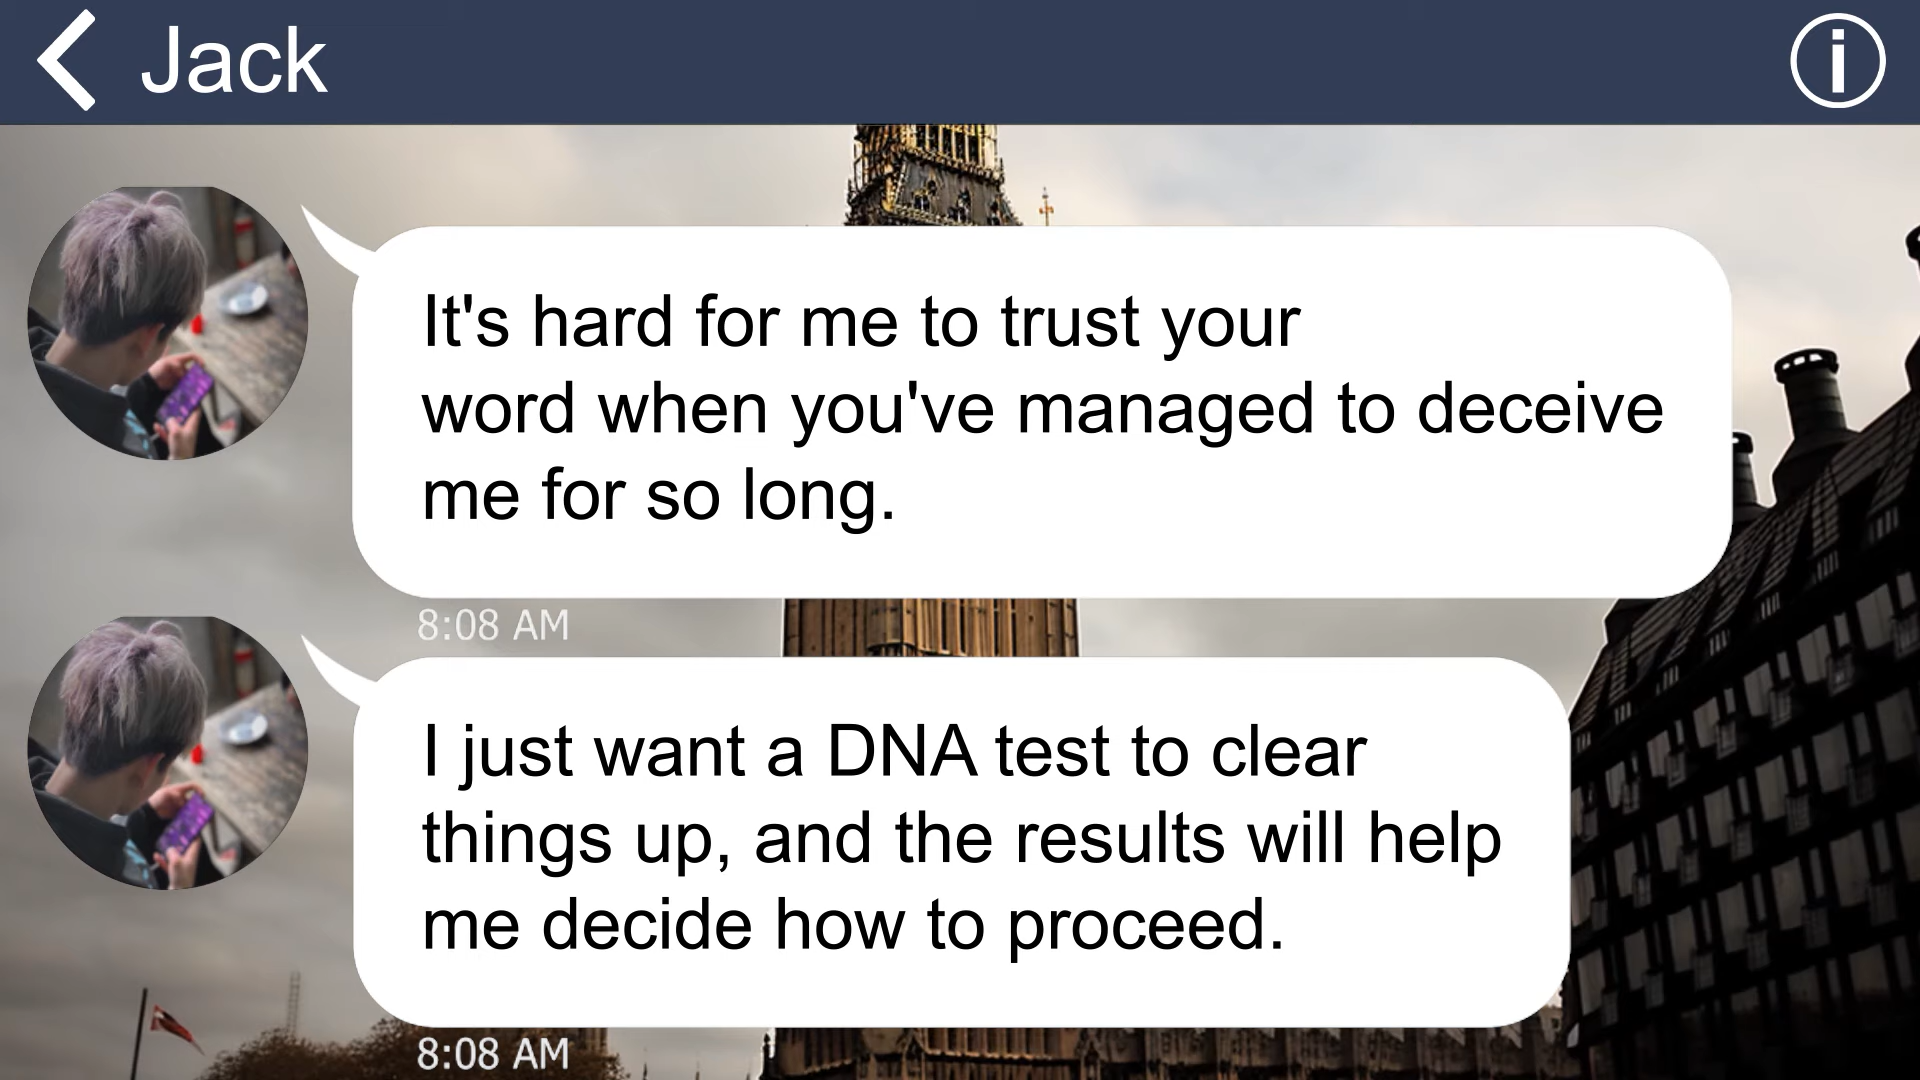 Jack
It's hard for me to trust your
word when you've managed to deceive
me for so long.
8:08 AM
I just want a DNA test to clear
things up, and the results will help
me decide how to proceed.
8:08 AM